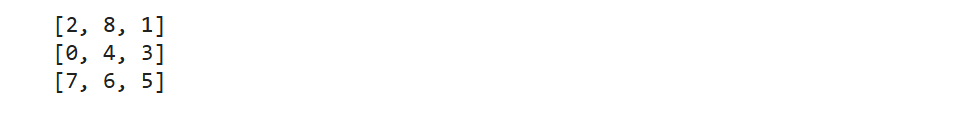 [2, 8, 1]
[0, 4, 3]
[7, 6, 5]